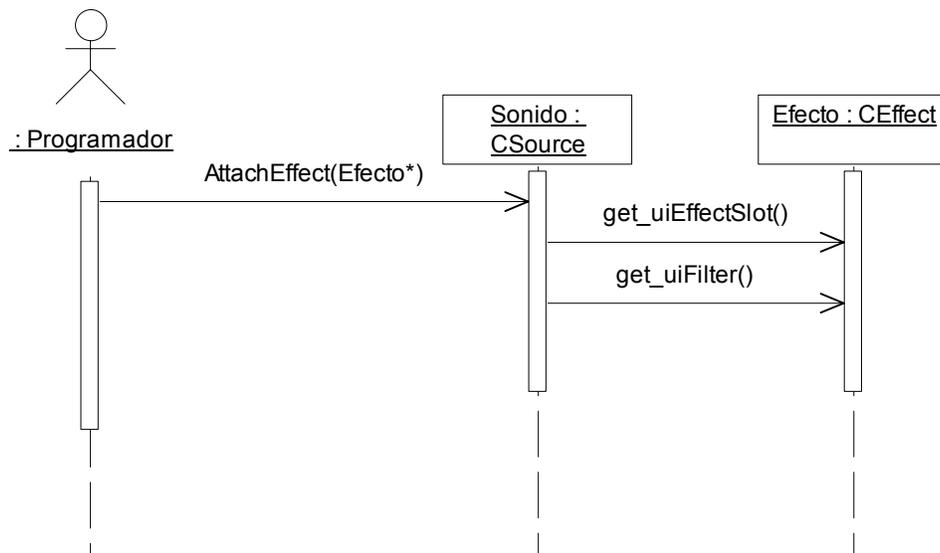 : Programador
Sonido :
CSource
Efecto : CEffect
AttachEffect(Efecto*)
get_uiEffectSlot()
get_uiFilter()